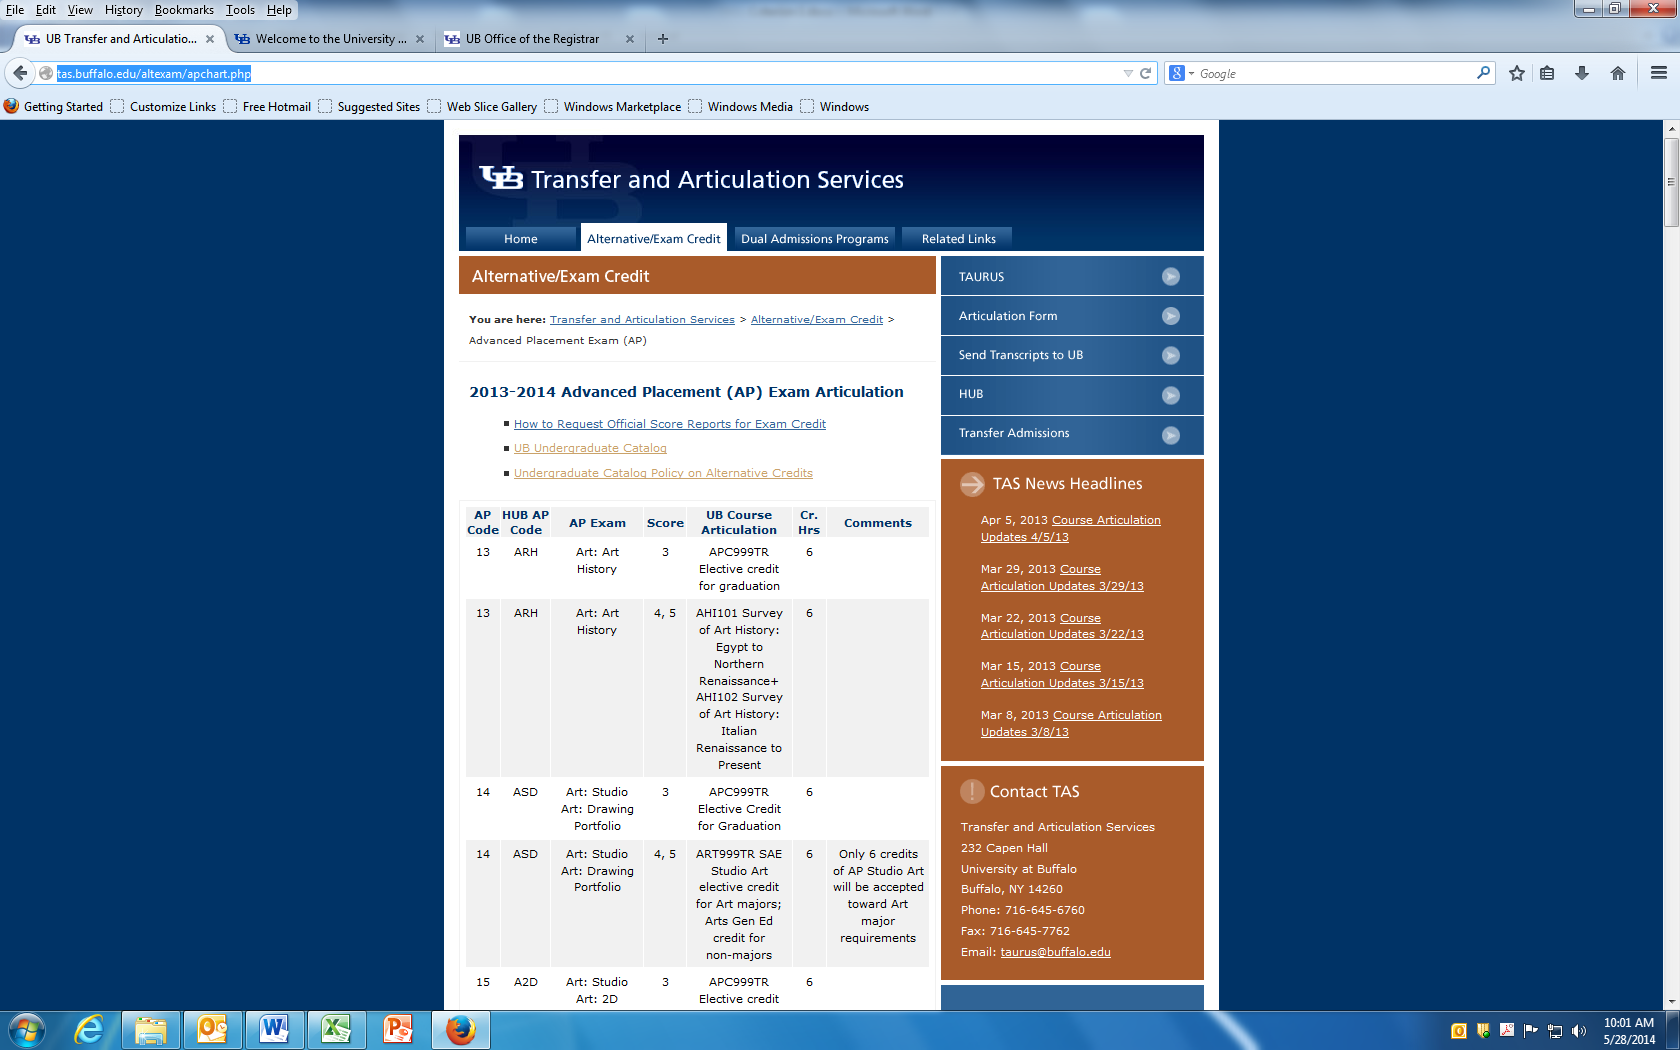 File Edit View History Bookmarks Tools Help
UB Transfer and Articulatio... Welcome to the University ... UB Office of the Registrar
tas.buffalo.edu/altexam/apchart.php
Google
Getting Started Customize Links Free Hotmail Suggested Sites Web Slice Gallery Windows Marketplace Windows Media Windows
UB Transfer and Articulation Services
Home Alternative/Exam Credit Dual Admissions Programs Related Links
Alternative/Exam Credit
You are here: Transfer and Articulation Services > Alternative/Exam Credit >
Advanced Placement Exam (AP)
2013-2014 Advanced Placement (AP) Exam Articulation
How to Request Official Score Reports for Exam Credit
UB Undergraduate Catalog
Undergraduate Catalog Policy on Alternative Credits
AP HUB AP AP Exam Score UB Course Cr. Comments
Code Code Articulation Hrs
13 ARH Art: Art 3 APC999TR 6
History Elective credit
for graduation
13 ARH Art: Art 4, 5 AHI101 Survey 6
History of Art History:
Egypt to
Northern
Renaissance+
AHI102 Survey
of Art History:
Italian
Renaissance to
Present
14 ASD Art: Studio 3 APC999TR 6
Art: Drawing Elective Credit
Portfolio for Graduation
14 ASD Art: Studio 4, 5 ART999TR SAE 6 Only 6 credits
Art: Drawing Studio Art of AP Studio Art
Portfolio elective credit will be accepted
for Art majors; toward Art
Arts Gen Ed major
credit for requirements
non-majors
15 A2D Art: Studio 3 APC999TR 6
Art: 2D Elective credit
TAURUS
Articulation Form
Send Transcripts to UB
HUB
Transfer Admissions
TAS News Headlines
Apr 5, 2013 Course Articulation
Updates 4/5/13
Mar 29, 2013 Course
Articulation Updates 3/29/13
Mar 22, 2013 Course
Articulation Updates 3/22/13
Mar 15, 2013 Course
Articulation Updates 3/15/13
Mar 8, 2013 Course Articulation
Updates 3/8/13
Contact TAS
Transfer and Articulation Services
232 Capen Hall
University at Buffalo
Buffalo, NY 14260
Phone: 716-645-6760
Fax: 716-645-7762
Email: taurus@buffalo.edu
10:01 AM
5/28/2014